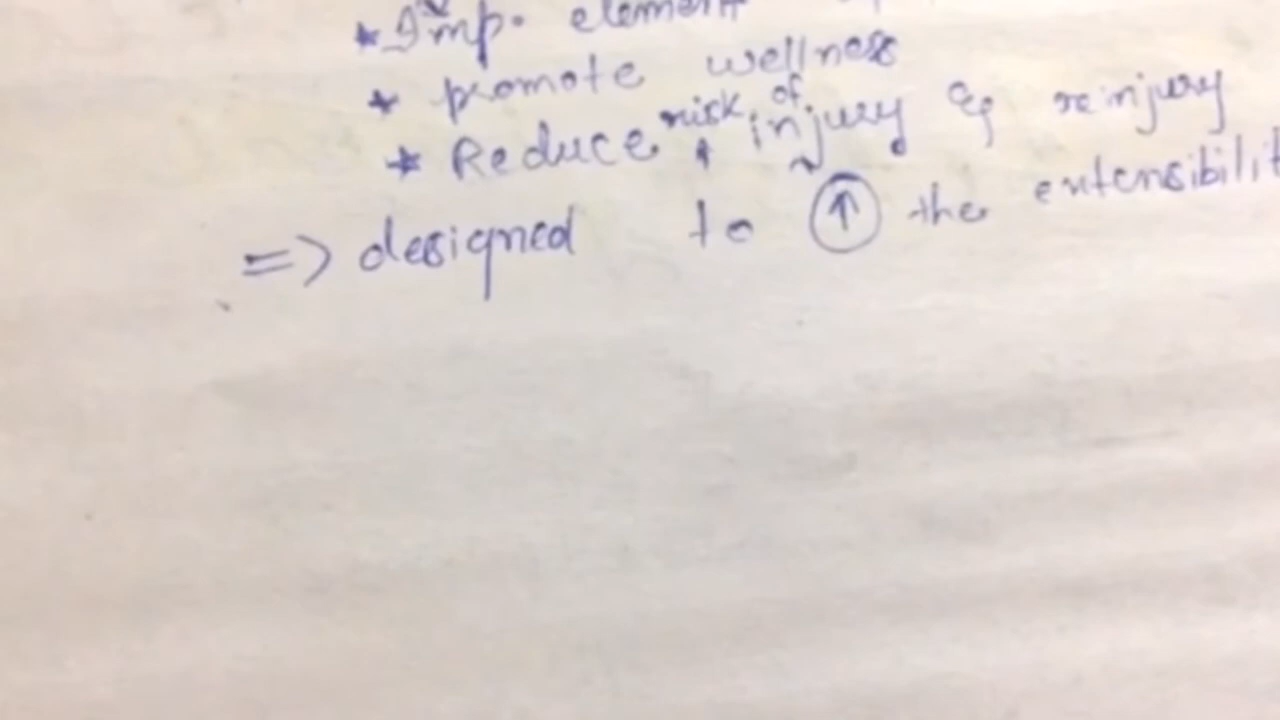 * Imp. element
* promote wellness
* Reduce risk of injury & reinjury
=> designed to ↑ the extensibilit